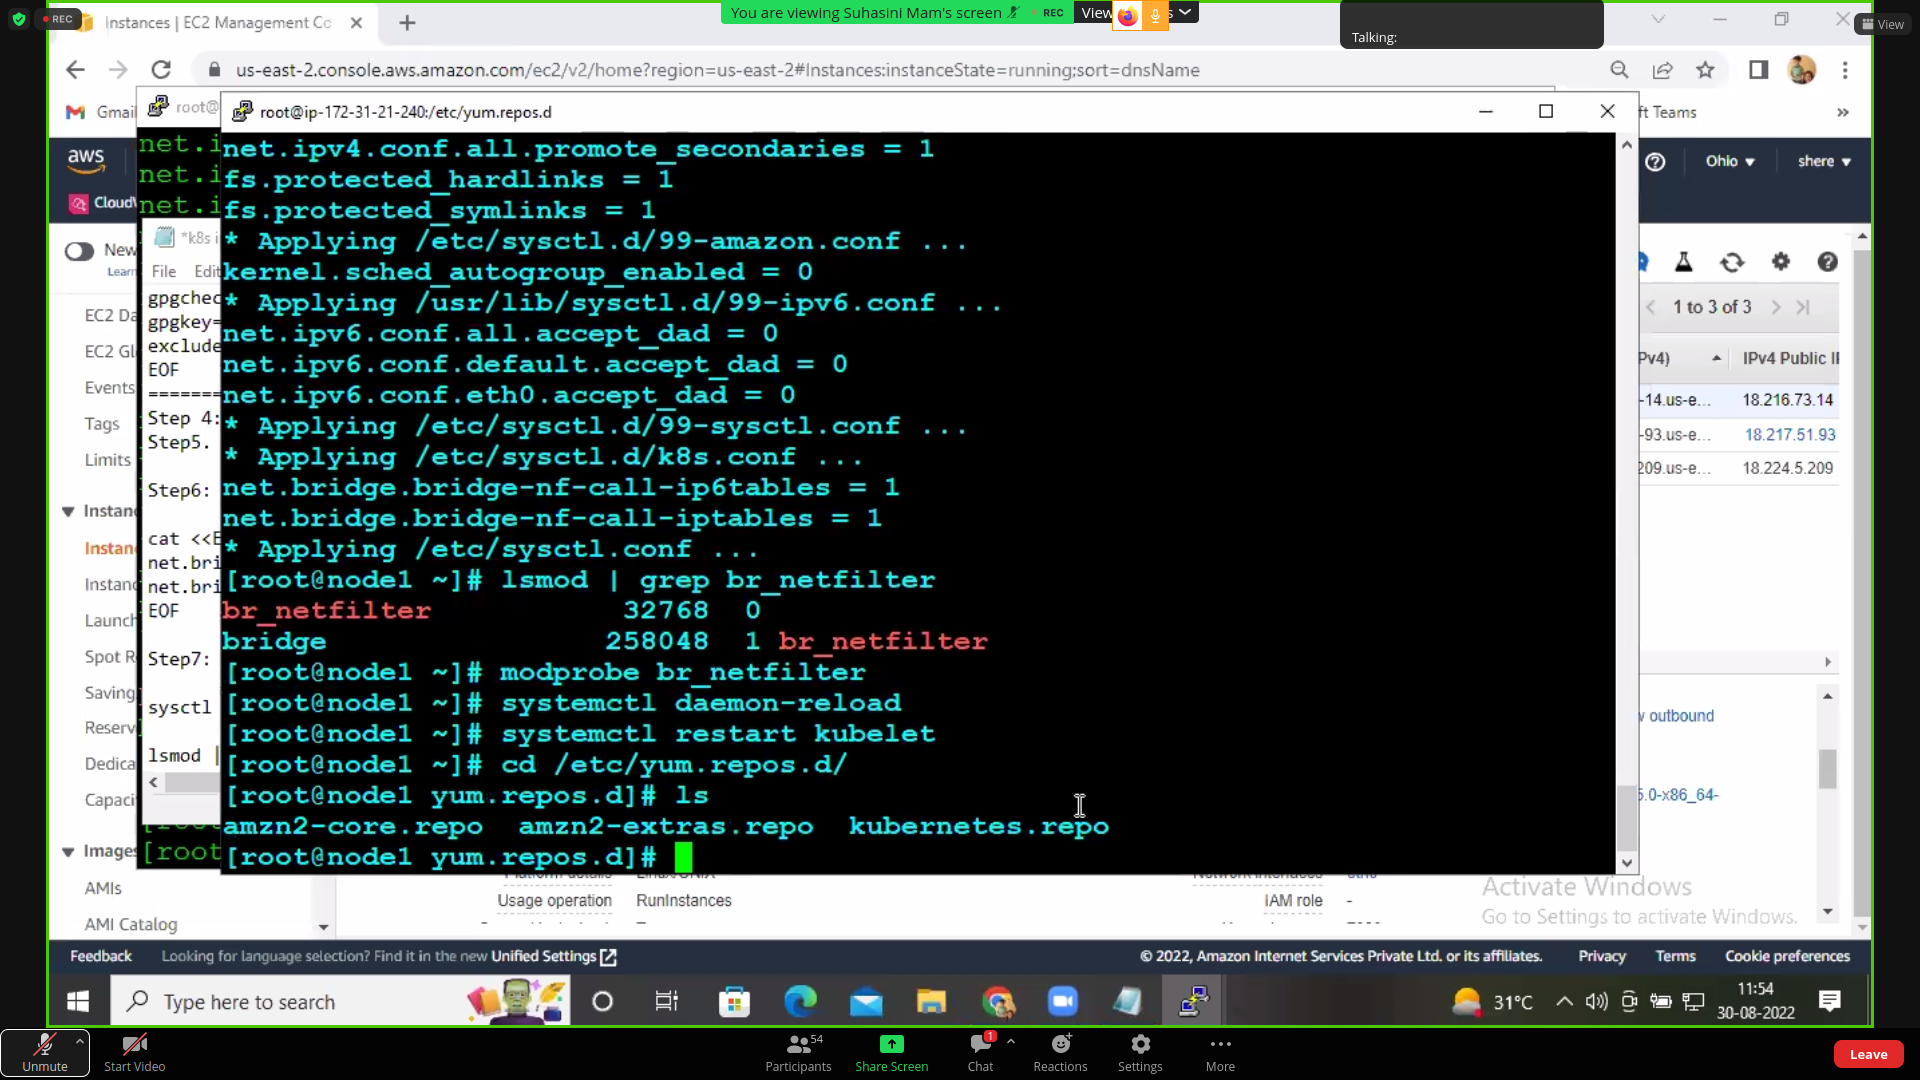 REC
Instances | EC2 Management Co
You are viewing Suhasini Mam's screen
REC
View
Talking:
View
us-east-2.console.aws.amazon.com/ec2/v2/home?region=us-east-2#Instances:instanceState=running;sort=dnsName
Gmail
ft Teams
root@
root@ip-172-31-21-240:/etc/yum.repos.d
aws
Ohio
shere
CloudW
New
Learn
EC2 Da
EC2 Gl
Events
Tags
Limits
Instan
Instan
Instanc
Launch
Spot R
Saving
Reserv
Dedica
Capaci
Images
AMIs
AMI Catalog
net.i
net.i
net.i
*k8s i
File
Edit
gpgchec
gpgkey=
exclude
EOF
=======
Step 4:
Step5.
Step6:
cat <<E
net.bri
net.bri
EOF
Step7:
sysctl
lsmod |
[root
net.ipv4.conf.all.promote_secondaries = 1
fs.protected_hardlinks = 1
fs.protected_symlinks = 1
* Applying /etc/sysctl.d/99-amazon.conf ...
kernel.sched_autogroup_enabled = 0
* Applying /usr/lib/sysctl.d/99-ipv6.conf ...
net.ipv6.conf.all.accept_dad = 0
net.ipv6.conf.default.accept_dad = 0
net.ipv6.conf.eth0.accept_dad = 0
* Applying /etc/sysctl.d/99-sysctl.conf ...
* Applying /etc/sysctl.d/k8s.conf ...
net.bridge.bridge-nf-call-ip6tables = 1
net.bridge.bridge-nf-call-iptables = 1
* Applying /etc/sysctl.conf ...
[root@node1 ~]# lsmod | grep br_netfilter
br_netfilter 32768 0
bridge 258048 1 br_netfilter
[root@node1 ~]# modprobe br_netfilter
[root@node1 ~]# systemctl daemon-reload
[root@node1 ~]# systemctl restart kubelet
[root@node1 ~]# cd /etc/yum.repos.d/
[root@node1 yum.repos.d]# ls
amzn2-core.repo amzn2-extras.repo kubernetes.repo
[root@node1 yum.repos.d]#
1 to 3 of 3
Pv4)
IPv4 Public IP
-14.us-e...
18.216.73.14
-93.us-e...
18.217.51.93
209.us-e...
18.224.5.209
w outbound
5.0-x86_64-
Usage operation
RunInstances
IAM role
-
Activate Windows
Go to Settings to activate Windows.
Feedback
Looking for language selection? Find it in the new Unified Settings
© 2022, Amazon Internet Services Private Ltd. or its affiliates.
Privacy
Terms
Cookie preferences
Type here to search
31°C
11:54
30-08-2022
Unmute
Start Video
54
Participants
Share Screen
1
Chat
Reactions
Settings
More
Leave